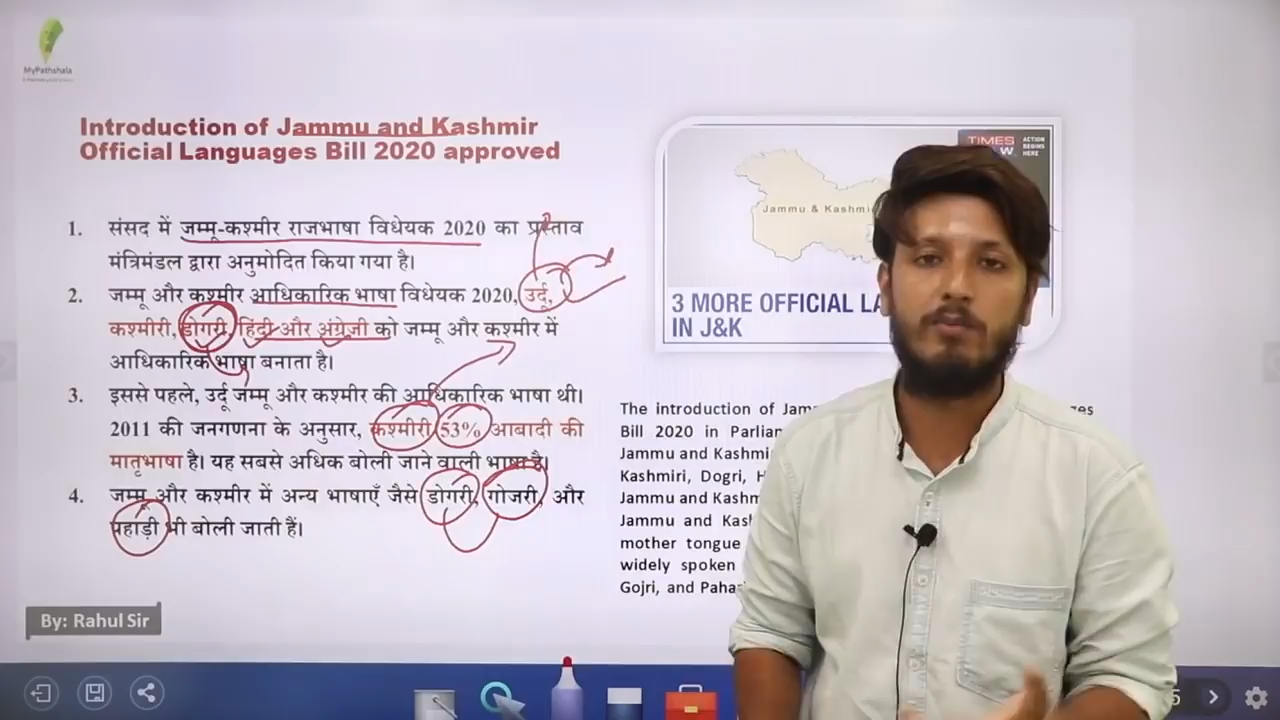 MyPathshala
Introduction of Jammu and Kashmir
Official Languages Bill 2020 approved
1. संसद में जम्मू-कश्मीर राजभाषा विधेयक 2020 का प्रस्ताव
मंत्रिमंडल द्वारा अनुमोदित किया गया है।
2. जम्मू और कश्मीर आधिकारिक भाषा विधेयक 2020, उर्दू,
कश्मीरी, डोगरी, हिंदी और अंग्रेजी को जम्मू और कश्मीर में
आधिकारिक भाषा बनाता है।
3. इससे पहले, उर्दू जम्मू और कश्मीर की आधिकारिक भाषा थी।
2011 की जनगणना के अनुसार, कश्मीरी 53% आबादी की
मातृभाषा है। यह सबसे अधिक बोली जाने वाली भाषा है।
4. जम्मू और कश्मीर में अन्य भाषाएँ जैसे डोगरी, गोजरी, और
पहाड़ी भी बोली जाती हैं।
By: Rahul Sir
TIMES
ACTION
BEGINS
HERE
Jammu & Kashmi
3 MORE OFFICIAL LA
IN J&K
The introduction of Jam
Bill 2020 in Parlia
Jammu and Kashmi
Kashmiri, Dogri, H
Jammu and Kashm
Jammu and Kas
mother tongue
widely spoken
Gojri, and Paha
5